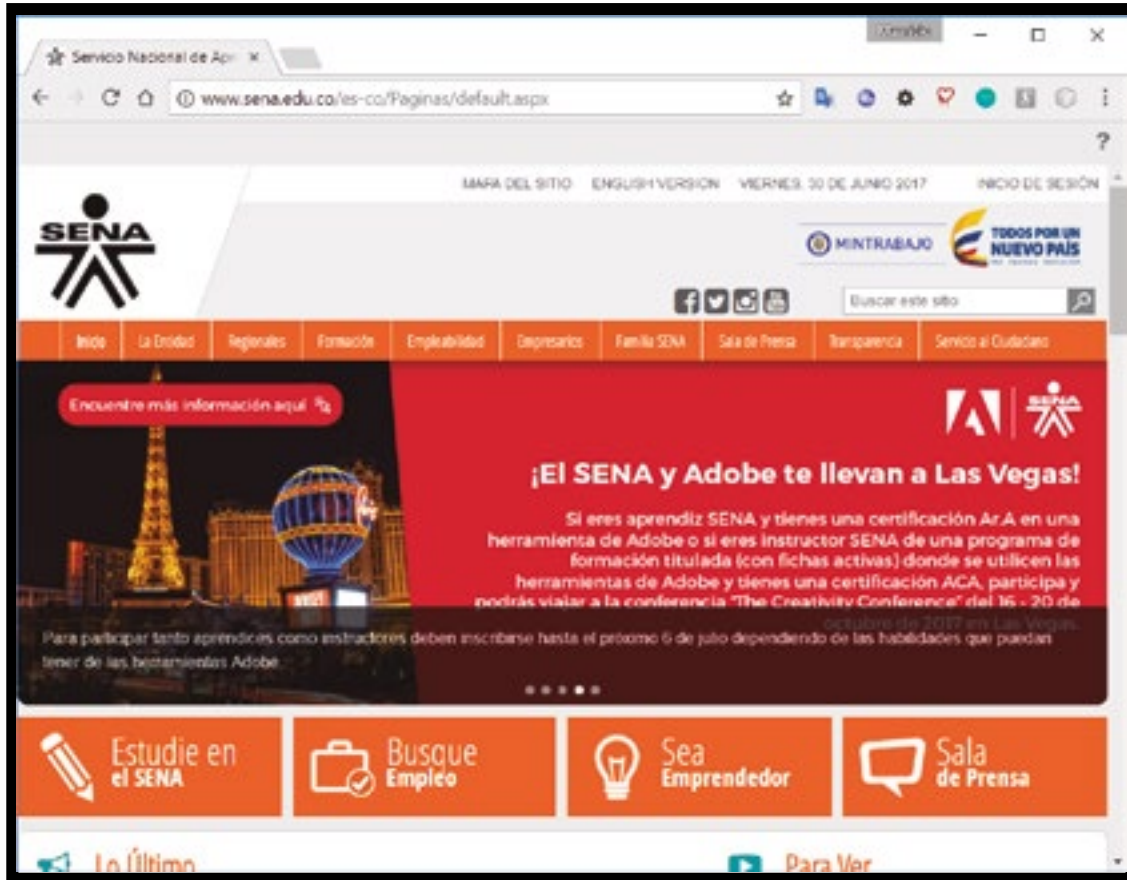 Servicio Nacional de Apr
www.sena.edu.co/es-co/Paginas/default.aspx
?
MAPA DEL SITIO ENGLISH VERSION VIERNES, 30 DE JUNIO 2017 INICIO DE SESIÓN
SENA
MINTRABAJO
TODOS POR UN
NUEVO PAÍS
Buscar este sitio
Inicio La Entidad Regionales Formación Empleabilidad Empresarios Familia SENA Sala de Prensa Transparencia Servicio al Ciudadano
Encuentre más información aquí
SENA
¡El SENA y Adobe te llevan a Las Vegas!
Si eres aprendiz SENA y tienes una certificación Ar.A en una
herramienta de Adobe o si eres instructor SENA de una programa de
formación titulada (con fichas activas) donde se utilicen las
herramientas de Adobe y tienes una certificación ACA, participa y
podrás viajar a la conferencia "The Creativity Conference" del 16 - 20 de
octubre de 2017 en Las Vegas.
Para participar tanto aprendices como instructores deben inscribirse hasta el próximo 6 de julio dependiendo de las habilidades que puedan
tener de las herramientas Adobe.
Estudie en
el SENA
Busque
Empleo
Sea
Emprendedor
Sala
de Prensa
Lo Último
Para Ver